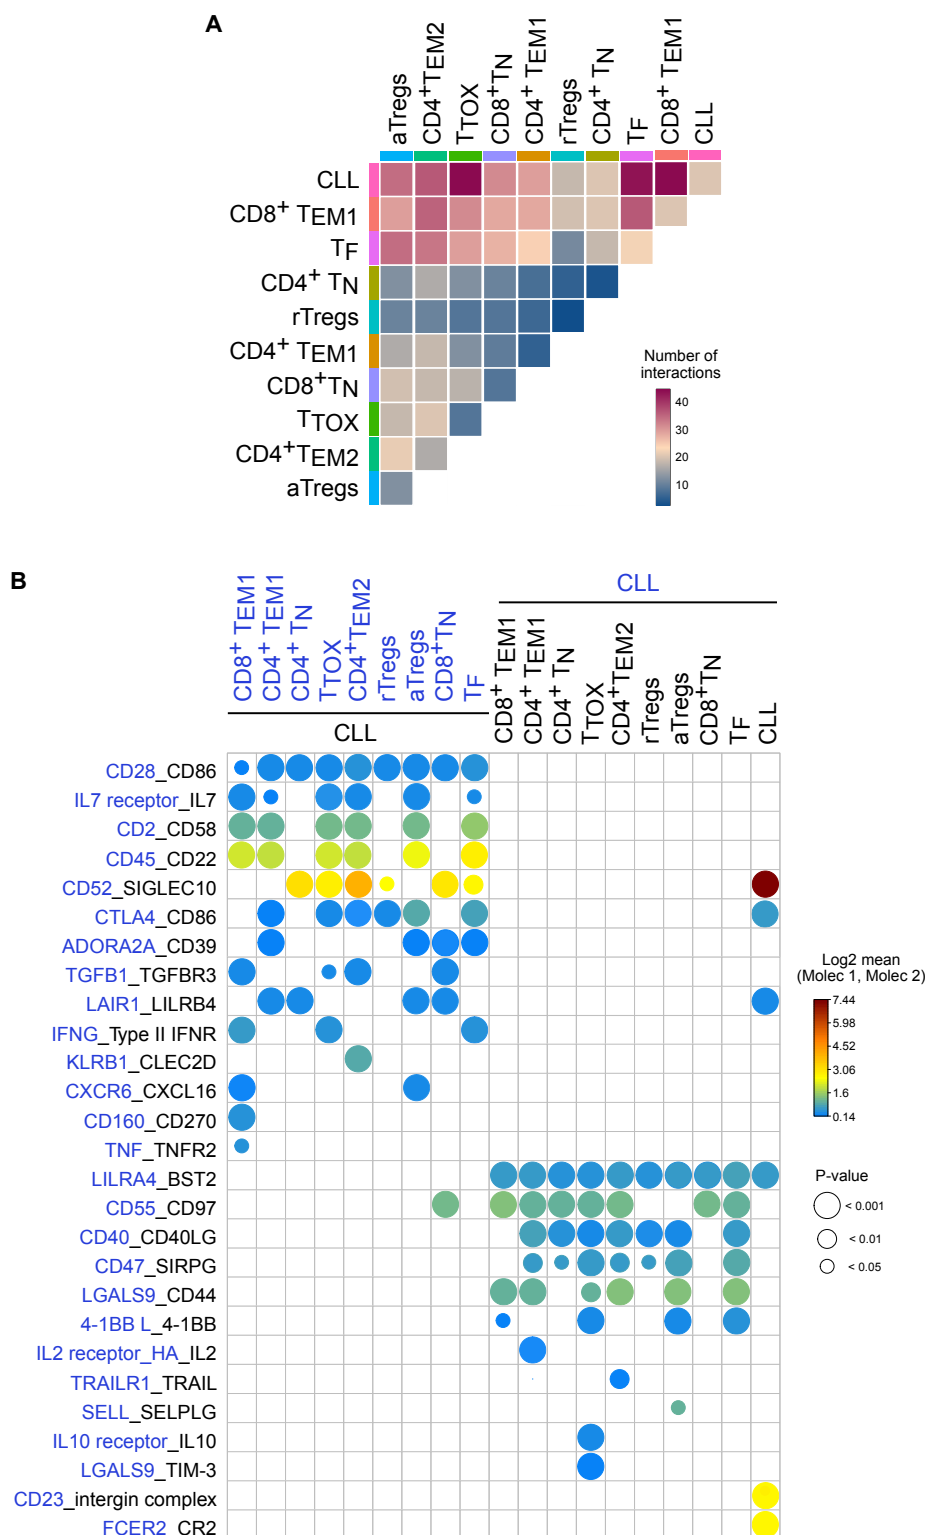 A
aTregs
CD4+TEM2
TTOX
CD8+TN
CD4+ TEM1
rTregs
CD4+ TN
TF
CD8+ TEM1
CLL
CLL
CD8+ TEM1
TF
CD4+ TN
rTregs
CD4+ TEM1
CD8+TN
TTOX
CD4+TEM2
aTregs
Number of
interactions
40
30
20
10
B
CLL
CD8+ TEM1
CD4+ TEM1
CD4+ TN
TTOX
CD4+TEM2
rTregs
aTregs
CD8+TN
TF
CLL
CD8+ TEM1
CD4+ TEM1
CD4+ TN
TTOX
CD4+TEM2
rTregs
aTregs
CD8+TN
TF
CLL
CD28_CD86
IL7 receptor_IL7
CD2_CD58
CD45_CD22
CD52_SIGLEC10
CTLA4_CD86
ADORA2A_CD39
TGFB1_TGFBR3
LAIR1_LILRB4
IFNG_Type II IFNR
KLRB1_CLEC2D
CXCR6_CXCL16
CD160_CD270
TNF_TNFR2
LILRA4_BST2
CD55_CD97
CD40_CD40LG
CD47_SIRPG
LGALS9_CD44
4-1BB L_4-1BB
IL2 receptor_HA_IL2
TRAILR1_TRAIL
SELL_SELPLG
IL10 receptor_IL10
LGALS9_TIM-3
CD23_intergin complex
FCER2_CR2
Log2 mean
(Molec 1, Molec 2)
7.44
5.98
4.52
3.06
1.6
0.14
P-value
< 0.001
< 0.01
< 0.05